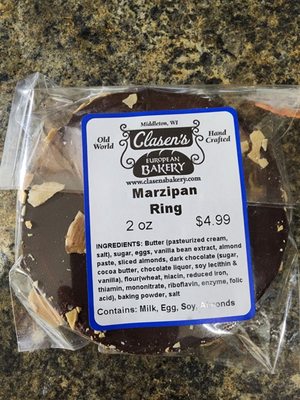 Middleton, WI
Old World
Clasen's
Hand Crafted
EUROPEAN
BAKERY
www.clasensbakery.com
Marzipan
Ring
2 oz $4.99
INGREDIENTS: Butter (pasteurized cream,
salt), sugar, eggs, vanilla bean extract, almond
paste, sliced almonds, dark chocolate (sugar,
cocoa butter, chocolate liquor, soy lecithin &
vanilla), flour(wheat, niacin, reduced iron,
thiamin, mononitrate, riboflavin, enzyme, folic
acid), baking powder, salt
Contains: Milk, Egg, Soy, Almonds